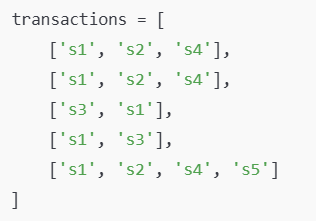 transactions = [
    ['s1', 's2', 's4'],
    ['s1', 's2', 's4'],
    ['s3', 's1'],
    ['s1', 's3'],
    ['s1', 's2', 's4', 's5']
]